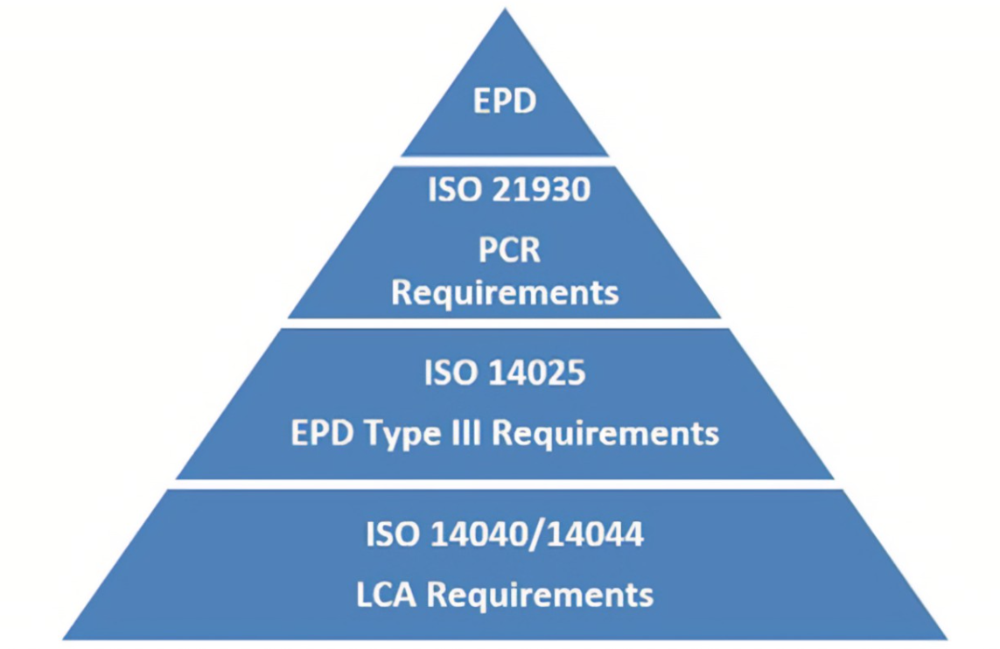 EPD
ISO 21930
PCR
Requirements
ISO 14025
EPD Type III Requirements
ISO 14040/14044
LCA Requirements